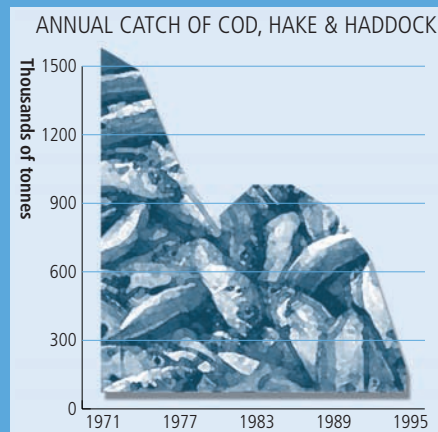 ANNUAL CATCH OF COD, HAKE & HADDOCK
Thousands of tonnes
1500
1200
900
600
300
0
1971 1977 1983 1989 1995